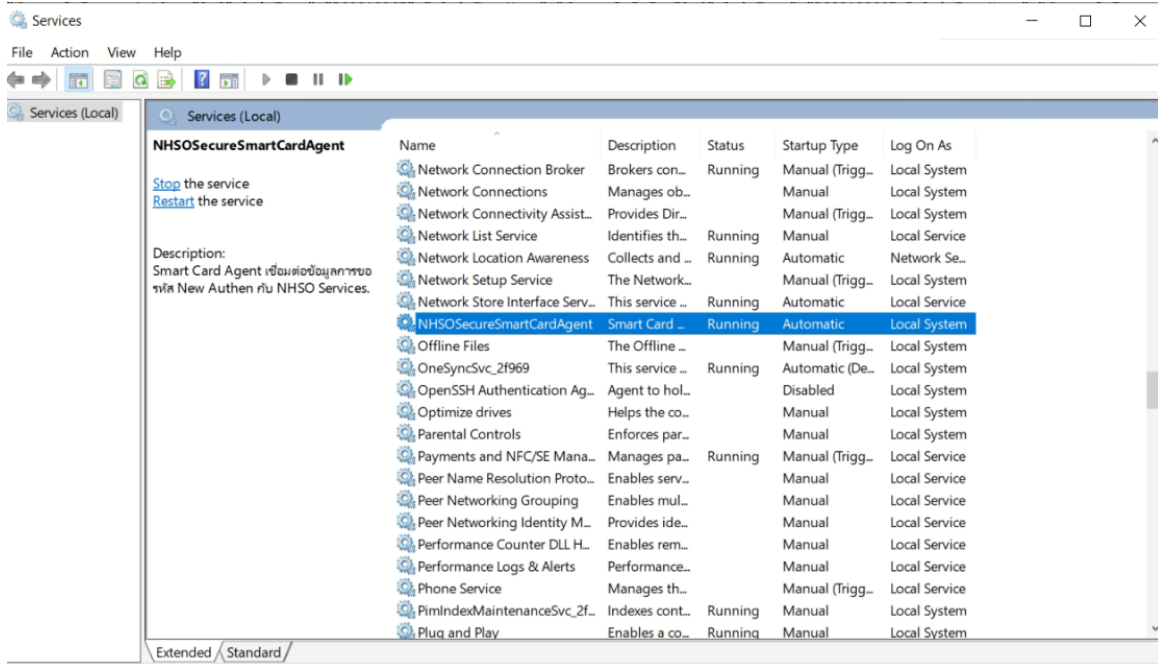 Services
File Action View Help
Services (Local)
Services (Local)
NHSOSecureSmartCardAgent
Stop the service
Restart the service
Description:
Smart Card Agent เชื่อมต่อข้อมูลการขอ
รหัส New Authen กับ NHSO Services.
Name Description Status Startup Type Log On As
Network Connection Broker Brokers con... Running Manual (Trigg... Local System
Network Connections Manages ob... Manual Local System
Network Connectivity Assist... Provides Dir... Manual (Trigg... Local System
Network List Service Identifies th... Running Manual Local Service
Network Location Awareness Collects and ... Running Automatic Network Se...
Network Setup Service The Network... Manual (Trigg... Local System
Network Store Interface Serv... This service ... Running Automatic Local Service
NHSOSecureSmartCardAgent Smart Card ... Running Automatic Local System
Offline Files The Offline ... Manual (Trigg... Local System
OneSyncSvc_2f969 This service ... Running Automatic (De... Local System
OpenSSH Authentication Ag... Agent to hol... Disabled Local System
Optimize drives Helps the co... Manual Local System
Parental Controls Enforces par... Manual Local System
Payments and NFC/SE Mana... Manages pa... Running Manual (Trigg... Local Service
Peer Name Resolution Proto... Enables serv... Manual Local Service
Peer Networking Grouping Enables mul... Manual Local Service
Peer Networking Identity M... Provides ide... Manual Local Service
Performance Counter DLL H... Enables rem... Manual Local Service
Performance Logs & Alerts Performance... Manual Local Service
Phone Service Manages th... Manual (Trigg... Local Service
PimIndexMaintenanceSvc_2f... Indexes cont... Running Manual Local System
Plug and Play Enables a co... Running Manual Local System
Extended Standard